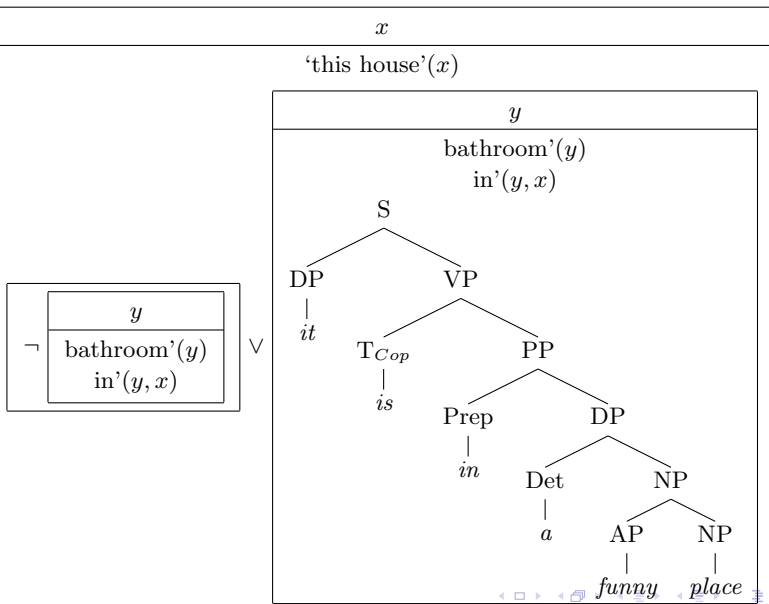 x
‘this house’(x)
y
bathroom’(y)
in’(y, x)
S
DP VP
it
T_Cop PP
is
¬ y ∨
bathroom’(y)
in’(y, x)
Prep DP
in
Det NP
a
AP NP
funny place